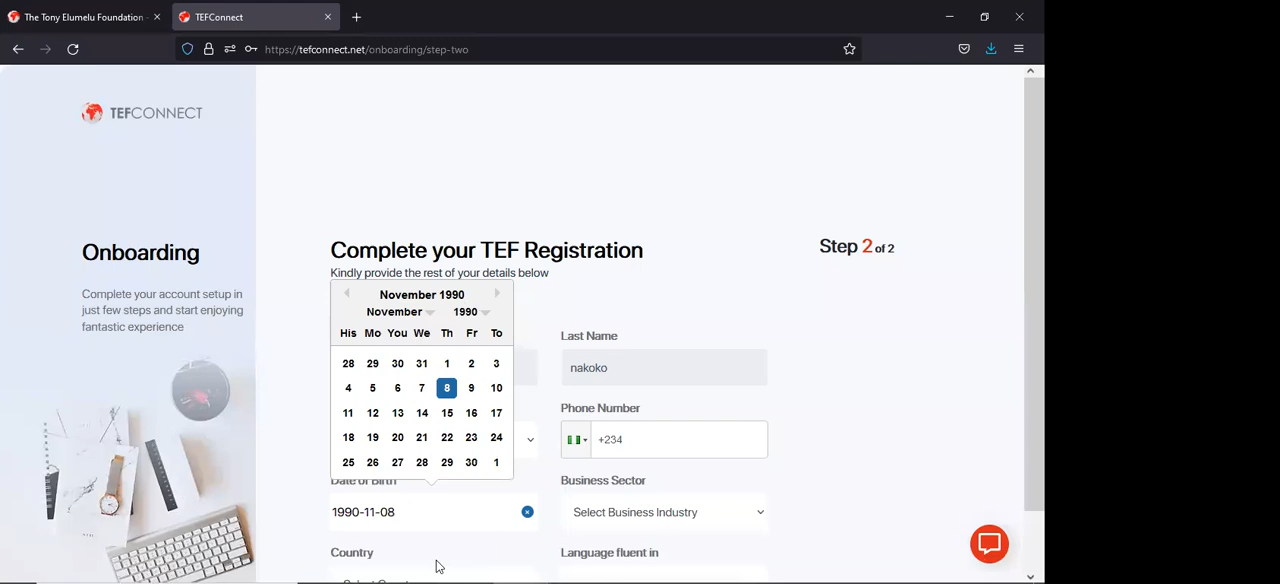 The Tony Elumelu Foundation -
TEFConnect
https://tefconnect.net/onboarding/step-two
TEFCONNECT
Onboarding
Complete your account setup in
just few steps and start enjoying
fantastic experience
Complete your TEF Registration
Kindly provide the rest of your details below
Step 2 of 2
November 1990
November 1990
His Mo You We Th Fr To
28 29 30 31 1 2 3
4 5 6 7 8 9 10
11 12 13 14 15 16 17
18 19 20 21 22 23 24
25 26 27 28 29 30 1
Last Name
nakoko
Phone Number
+234
Date of Birth
1990-11-08
Business Sector
Select Business Industry
Country
Language fluent in